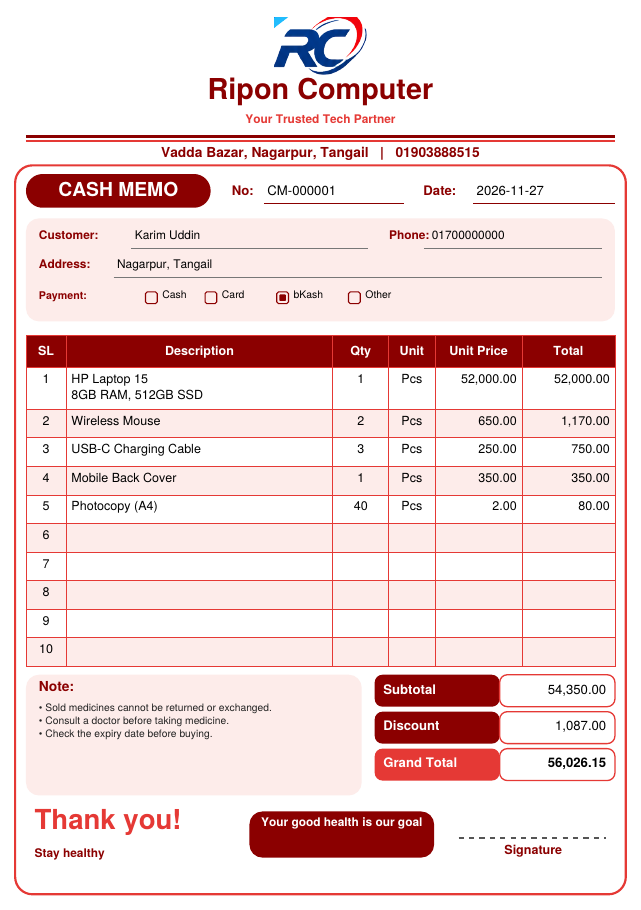 RC
Ripon Computer
Your Trusted Tech Partner
Vadda Bazar, Nagarpur, Tangail | 01903888515
CASH MEMO No: CM-000001 Date: 2026-11-27
Customer: Karim Uddin Phone: 01700000000
Address: Nagarpur, Tangail
Payment: Cash Card bKash Other
SL Description Qty Unit Unit Price Total
1 HP Laptop 15 1 Pcs 52,000.00 52,000.00
8GB RAM, 512GB SSD
2 Wireless Mouse 2 Pcs 650.00 1,170.00
3 USB-C Charging Cable 3 Pcs 250.00 750.00
4 Mobile Back Cover 1 Pcs 350.00 350.00
5 Photocopy (A4) 40 Pcs 2.00 80.00
6
7
8
9
10
Note:
• Sold medicines cannot be returned or exchanged.
• Consult a doctor before taking medicine.
• Check the expiry date before buying.
Subtotal 54,350.00
Discount 1,087.00
Grand Total 56,026.15
Thank you!
Stay healthy
Your good health is our goal
Signature